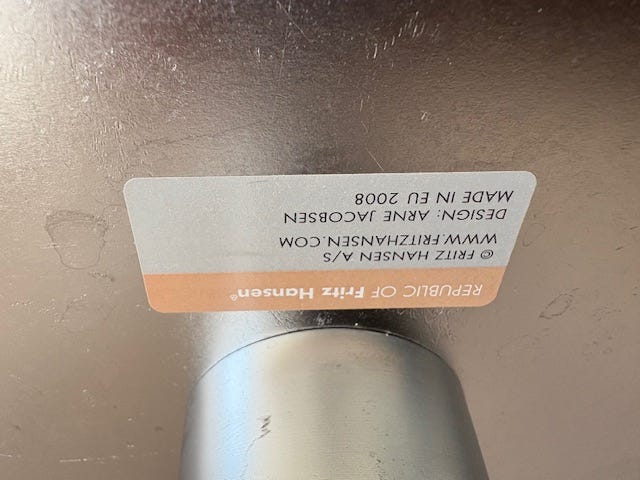 REPUBLIC OF Fritz Hansen®
© FRITZ HANSEN A/S
WWW.FRITZHANSEN.COM
DESIGN: ARNE JACOBSEN
MADE IN EU 2008